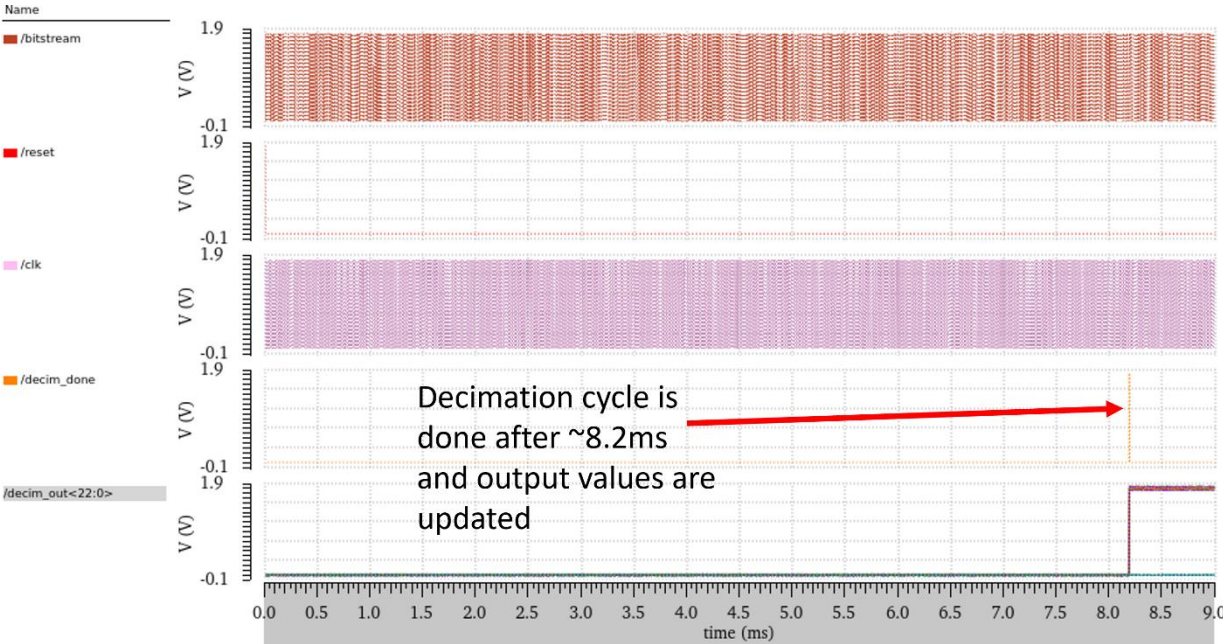 Name
/bitstream
1.9
V (V)
-0.1
/reset
1.9
V (V)
-0.1
/clk
1.9
V (V)
-0.1
/decim_done
1.9
V (V)
-0.1
Decimation cycle is
done after ~8.2ms
and output values are
updated
/decim_out<22:0>
1.9
V (V)
-0.1
0.0 0.5 1.0 1.5 2.0 2.5 3.0 3.5 4.0 4.5 5.0 5.5 6.0 6.5 7.0 7.5 8.0 8.5 9.0
time (ms)